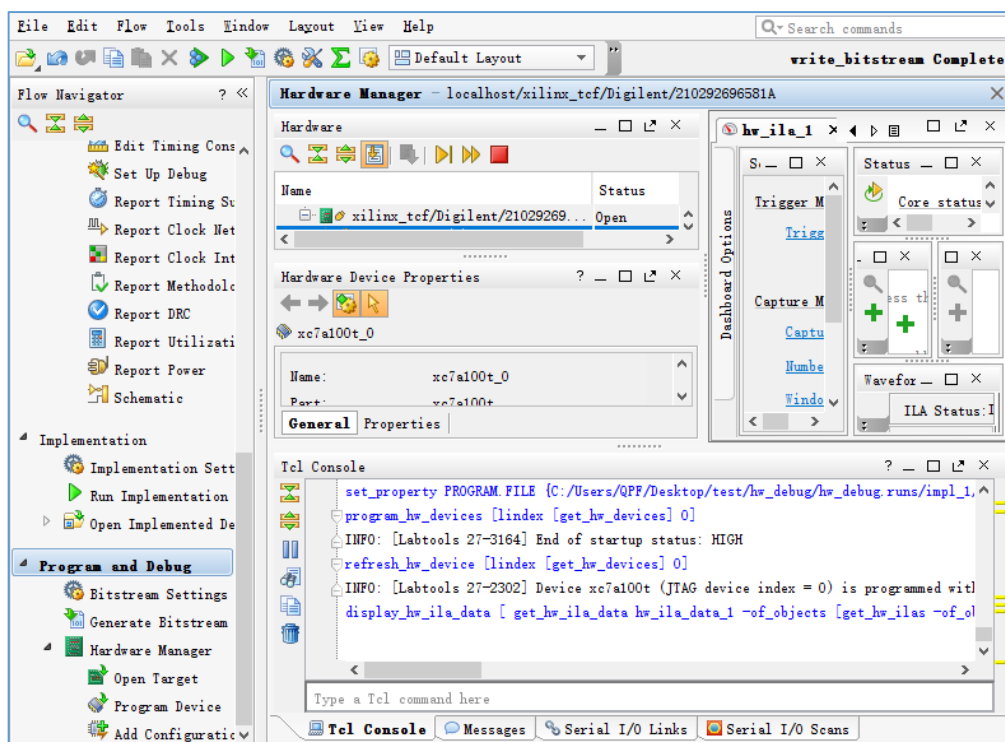 File Edit Flow Tools Window Layout View Help
Search commands
Default Layout
write_bitstream Complete
Flow Navigator ? «
Edit Timing Cons
Set Up Debug
Report Timing Su
Report Clock Net
Report Clock Int
Report Methodolc
Report DRC
Report Utilizati
Report Power
Schematic
Implementation
Implementation Sett
Run Implementation
Open Implemented De
Program and Debug
Bitstream Settings
Generate Bitstream
Hardware Manager
Open Target
Program Device
Add Configuratic
Hardware Manager - localhost/xilinx_tcf/Digilent/210292696581A
Hardware
Name Status
xilinx_tcf/Digilent/21029269... Open
Hardware Device Properties ?
xc7a100t_0
Name: xc7a100t_0
Part: xc7a100t
General Properties
hw_ila_1
Dashboard Options
Trigger M
Trigg
Capture M
Captu
Numbe
Windo
Status
Core status
ess th
Wavefor
ILA Status:I
Tcl Console ?
set_property PROGRAM.FILE {C:/Users/QPF/Desktop/test/hw_debug/hw_debug.runs/impl_1,
program_hw_devices [lindex [get_hw_devices] 0]
INFO: [Labtools 27-3164] End of startup status: HIGH
refresh_hw_device [lindex [get_hw_devices] 0]
INFO: [Labtools 27-2302] Device xc7a100t (JTAG device index = 0) is programmed wit
display_hw_ila_data [ get_hw_ila_data hw_ila_data_1 -of_objects [get_hw_ilas -of_o
Type a Tcl command here
Tcl Console Messages Serial I/O Links Serial I/O Scans